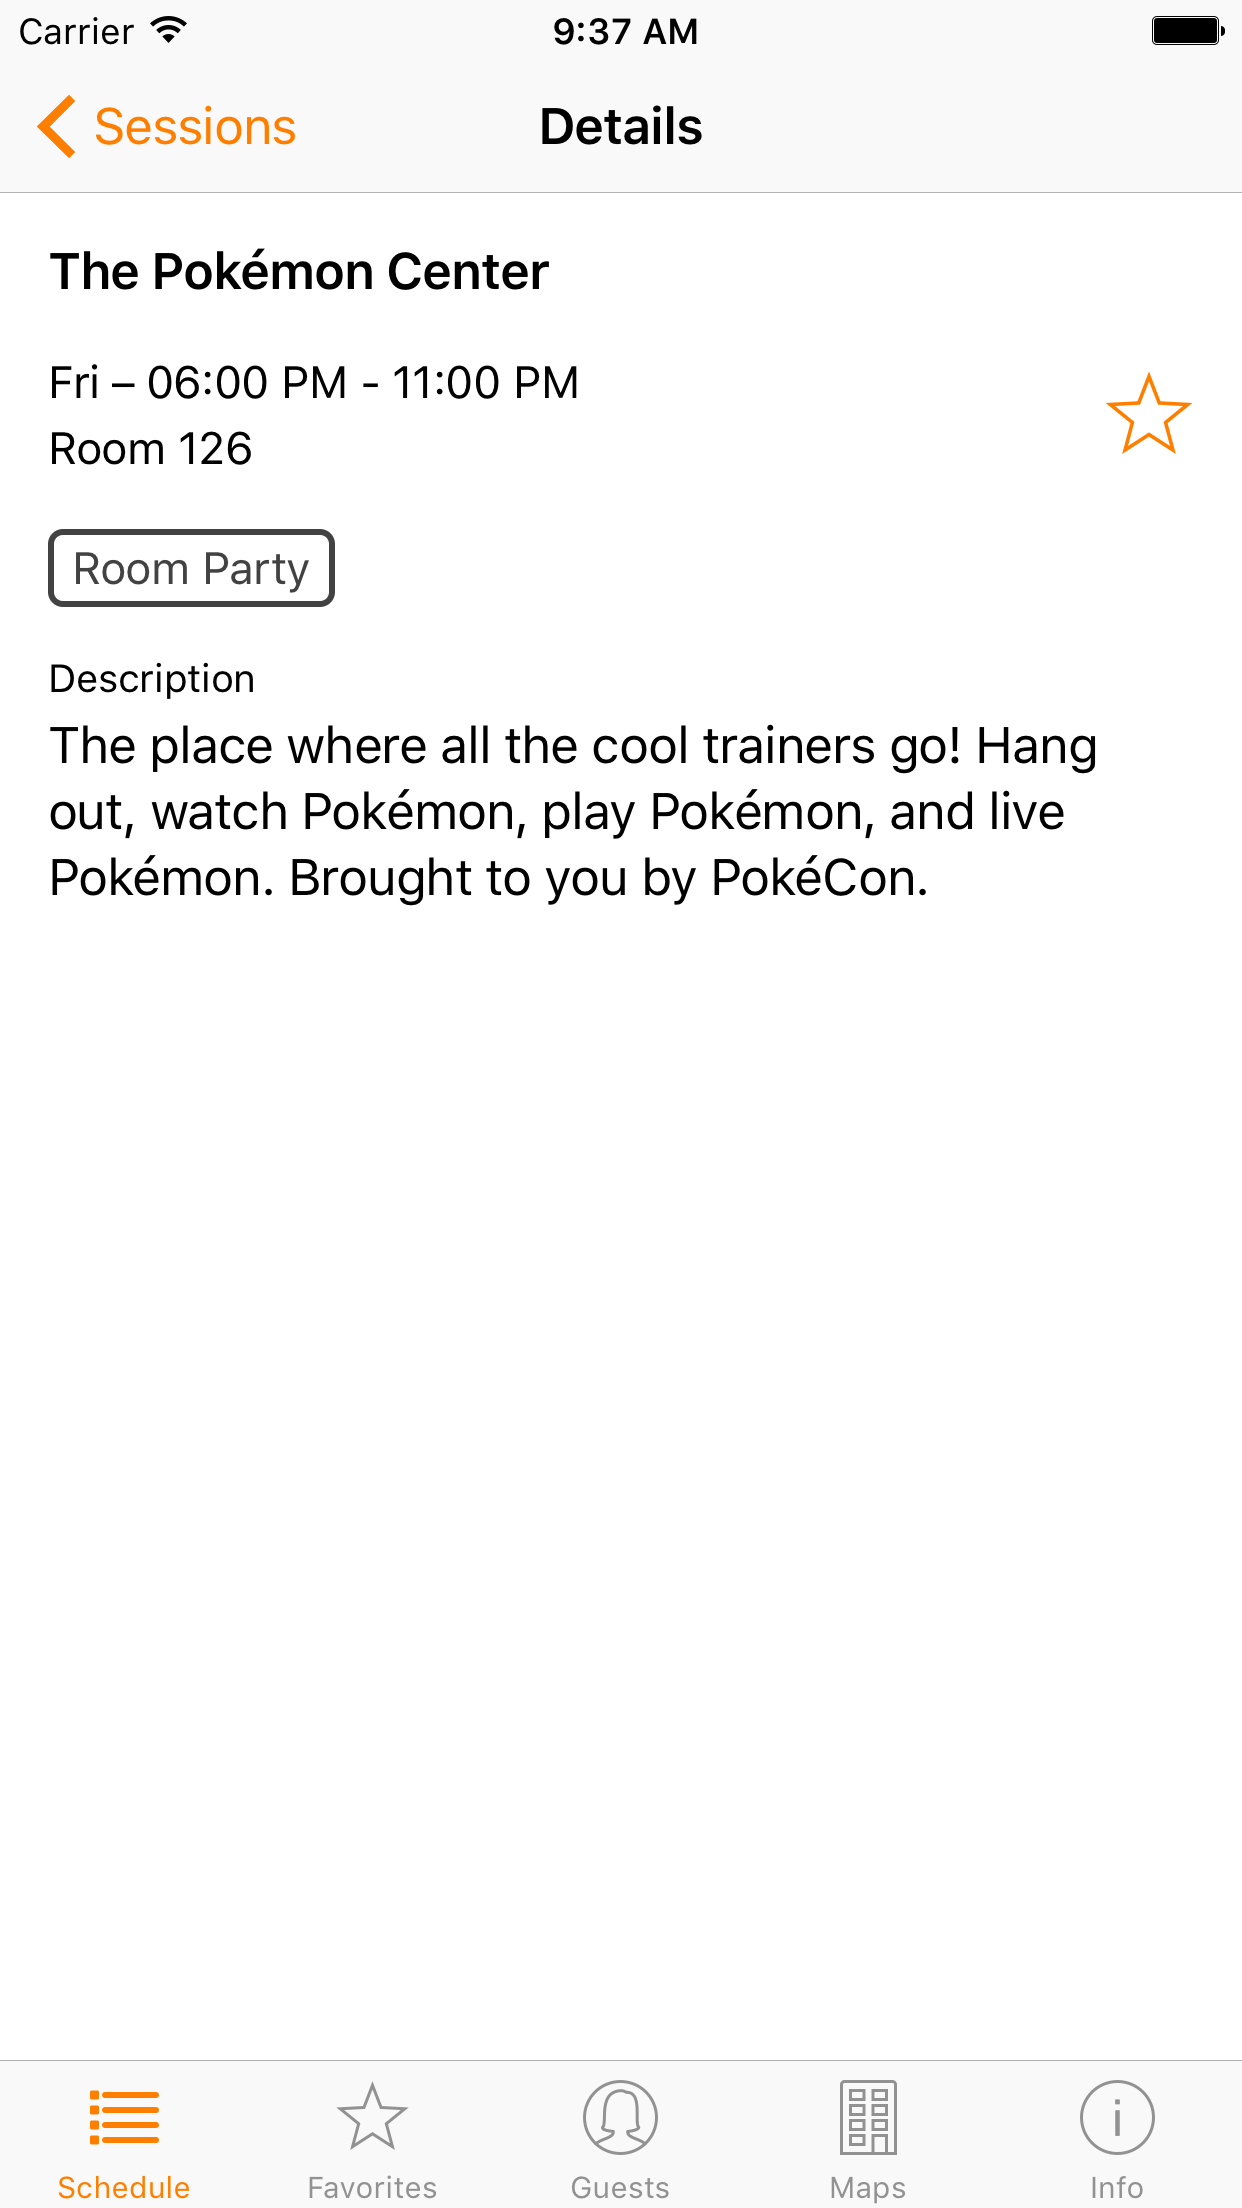 Carrier 9:37 AM
Sessions Details
The Pokémon Center
Fri – 06:00 PM - 11:00 PM
Room 126
Room Party
Description
The place where all the cool trainers go! Hang
out, watch Pokémon, play Pokémon, and live
Pokémon. Brought to you by PokéCon.
Schedule Favorites Guests Maps Info